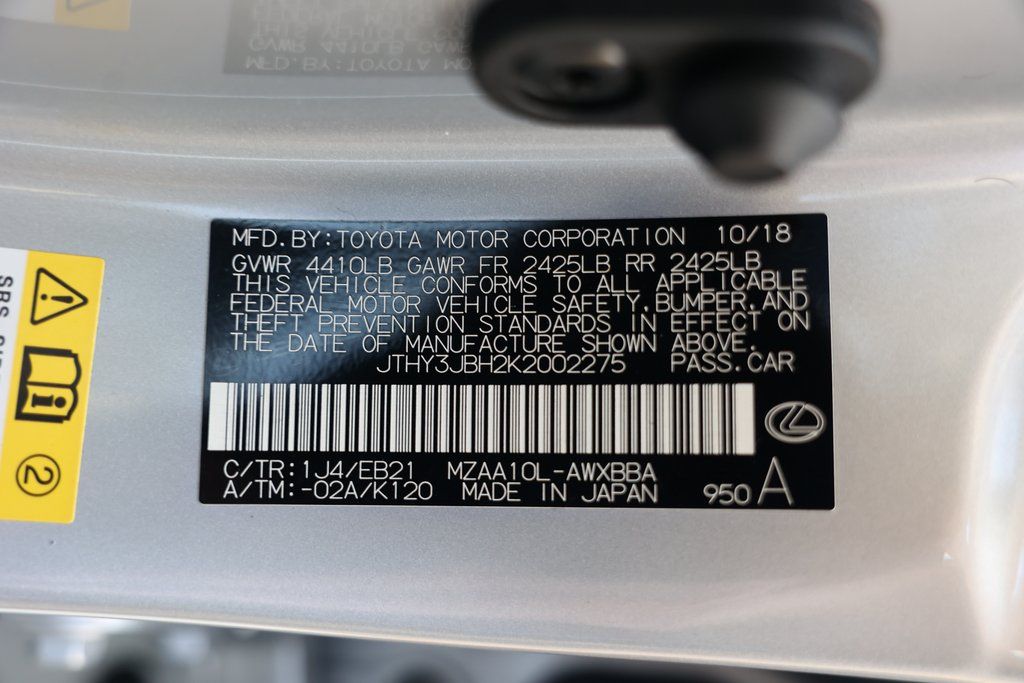 MFD.BY:TOYOTA MOTOR CORPORATION 10/18
GVWR 4410LB GAWR FR 2425LB RR 2425LB
THIS VEHICLE CONFORMS TO ALL APPLICABLE
FEDERAL MOTOR VEHICLE SAFETY,BUMPER,AND
THEFT PREVENTION STANDARDS IN EFFECT ON
THE DATE OF MANUFACTURE SHOWN ABOVE.
JTHY3JBH2K2002275 PASS.CAR
C/TR:1J4/EB21 MZAA10L-AWXBBA
A/TM:-02A/K120 MADE IN JAPAN 950 A
SRS
i
2